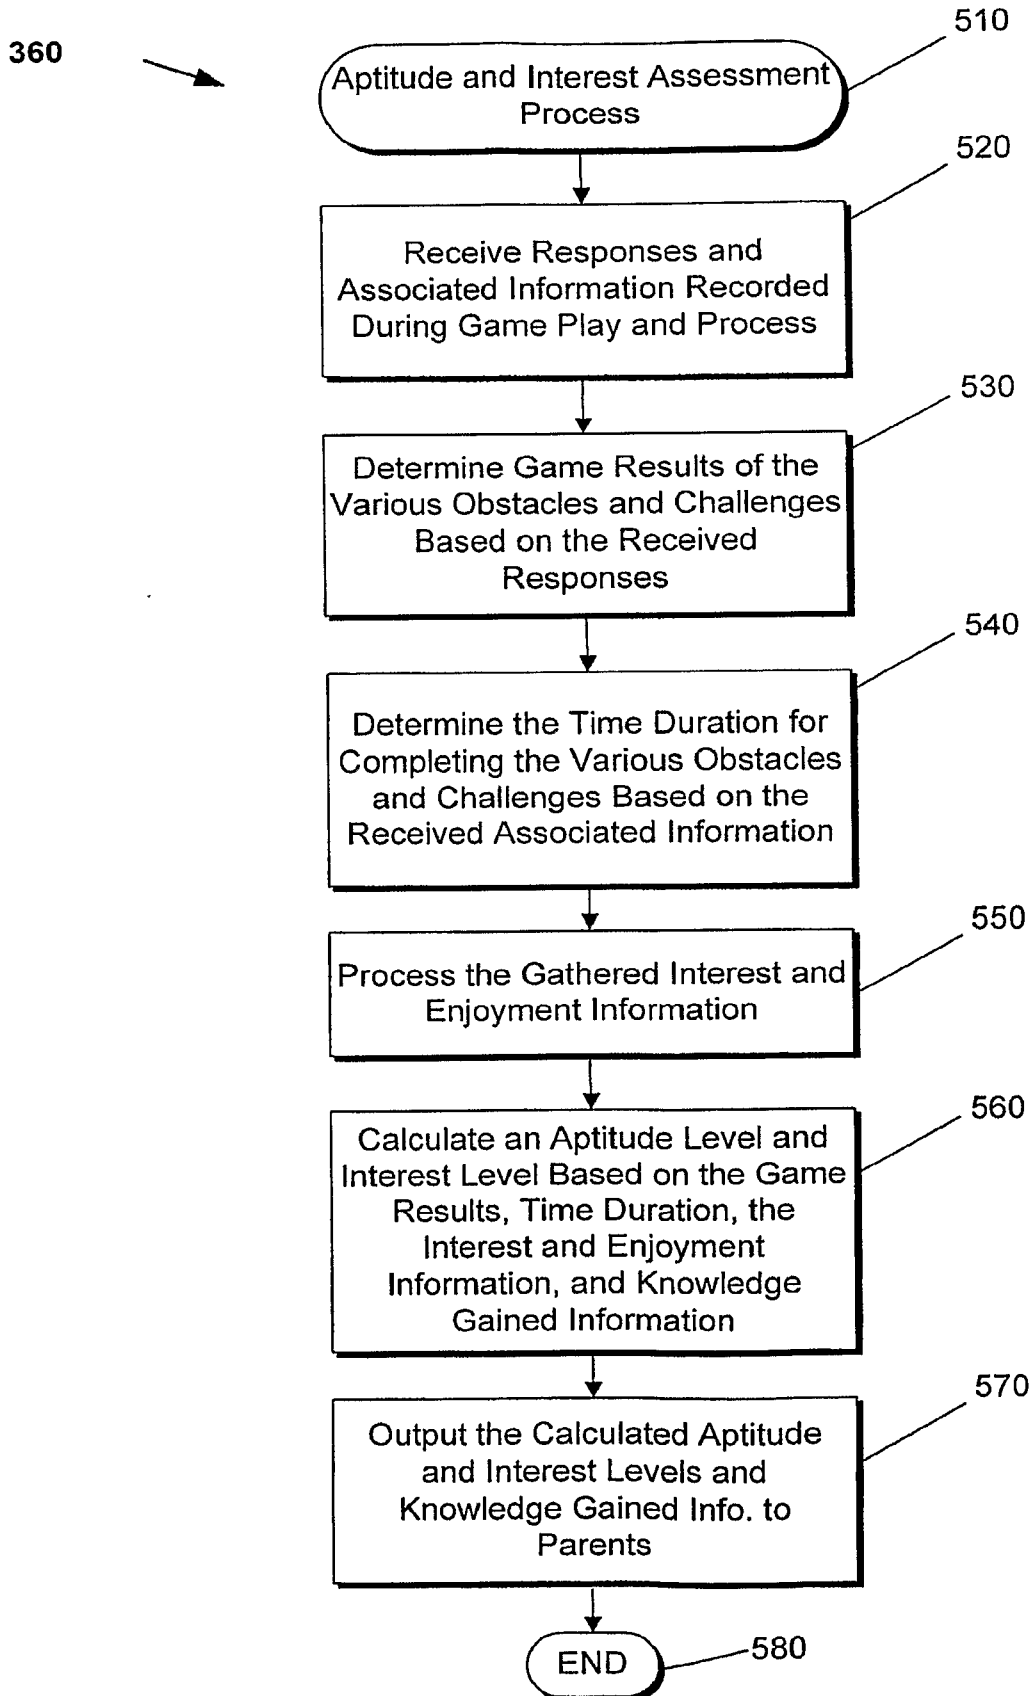 510
360
Aptitude and Interest Assessment
Process
520
Receive Responses and
Associated Information Recorded
During Game Play and Process
530
Determine Game Results of the
Various Obstacles and Challenges
Based on the Received
Responses
540
Determine the Time Duration for
Completing the Various Obstacles
and Challenges Based on the
Received Associated Information
550
Process the Gathered Interest and
Enjoyment Information
560
Calculate an Aptitude Level and
Interest Level Based on the Game
Results, Time Duration, the
Interest and Enjoyment
Information, and Knowledge
Gained Information
570
Output the Calculated Aptitude
and Interest Levels and
Knowledge Gained Info. to
Parents
580
END